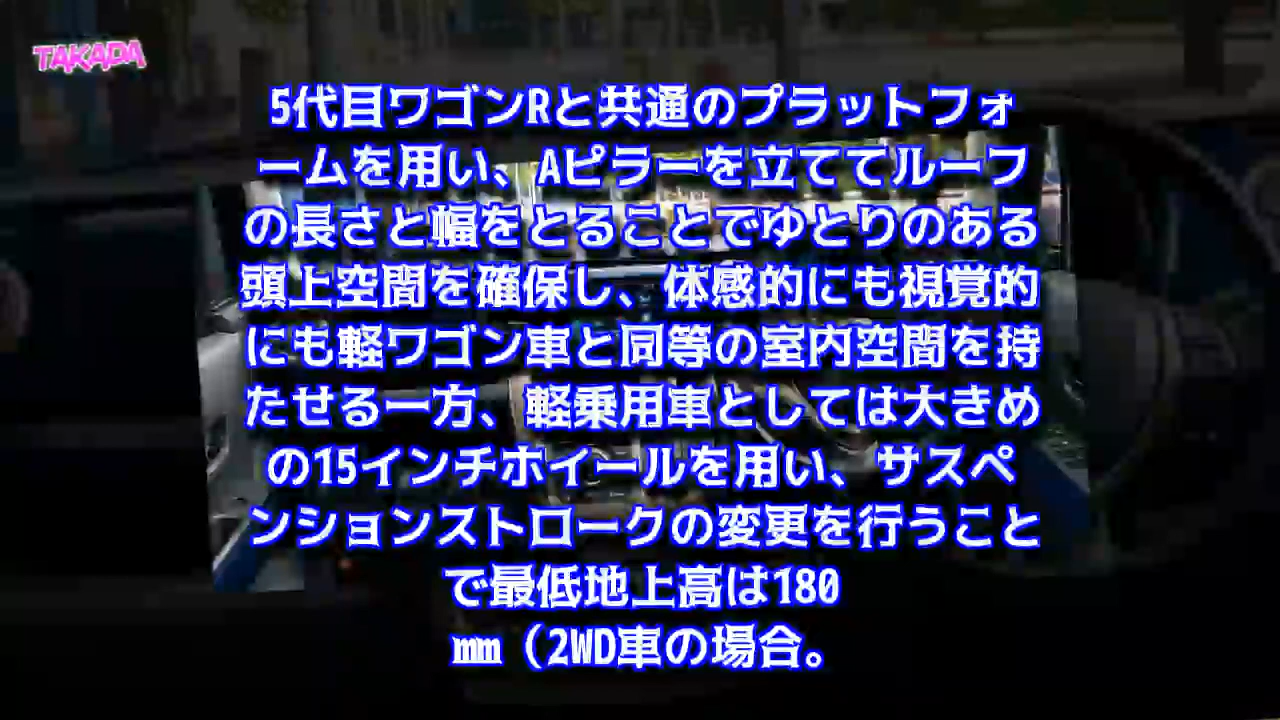 TAKADA
5代目ワゴンRと共通のプラットフォ
ームを用い、Aピラーを立ててルーフ
の長さと幅をとることでゆとりのある
頭上空間を確保し、体感的にも視覚的
にも軽ワゴン車と同等の室内空間を持
たせる一方、軽乗用車としては大きめ
の15インチホイールを用い、サスペ
ンションストロークの変更を行うこと
で最低地上高は180
mm（2WD車の場合。